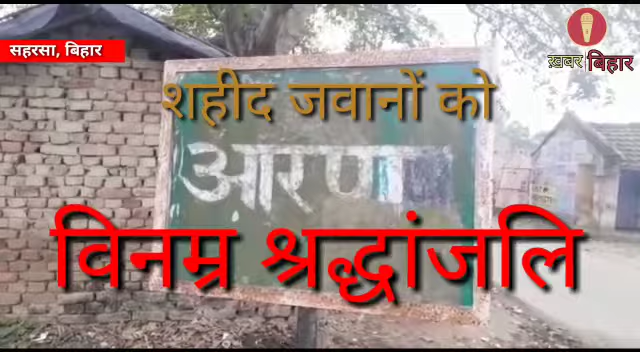 सहरसा, बिहार
ख़बर बिहार
शहीद जवानों को
विनम्र श्रद्धांजलि